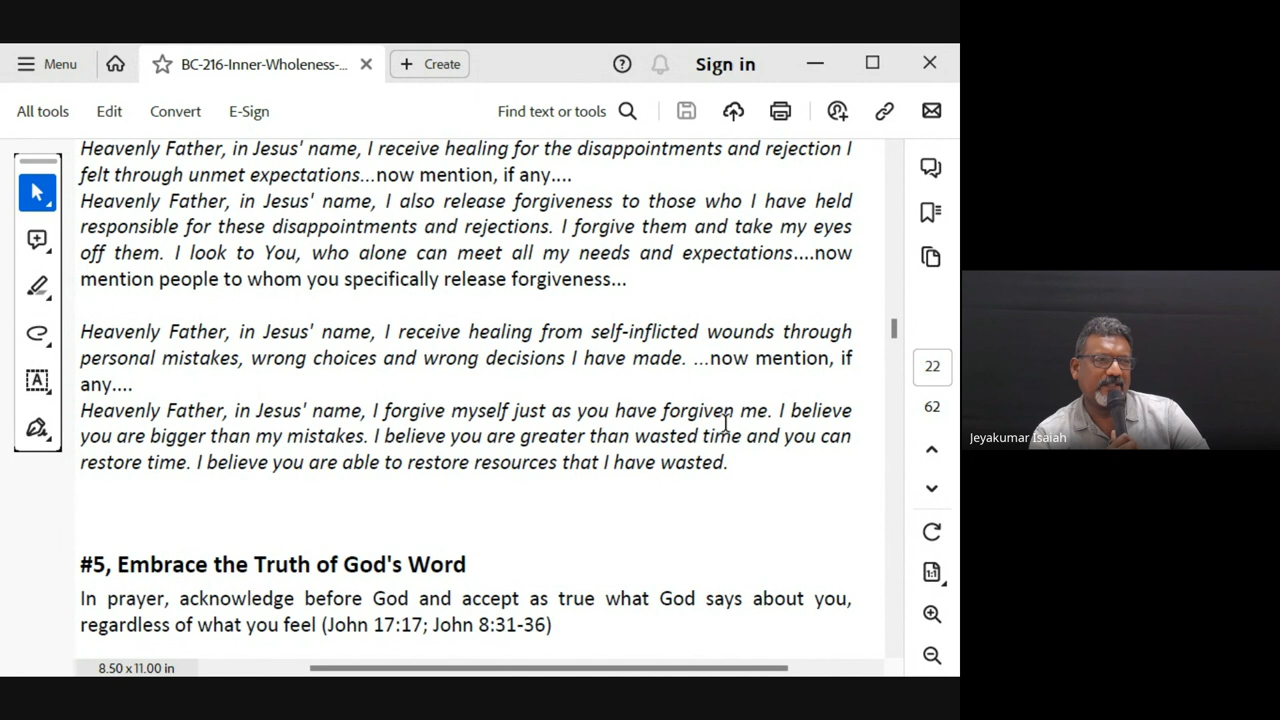 Menu
BC-216-Inner-Wholeness-...
Create
Sign in
All tools
Edit
Convert
E-Sign
Find text or tools
Heavenly Father, in Jesus' name, I receive healing for the disappointments and rejection I
felt through unmet expectations...now mention, if any....
Heavenly Father, in Jesus' name, I also release forgiveness to those who I have held
responsible for these disappointments and rejections. I forgive them and take my eyes
off them. I look to You, who alone can meet all my needs and expectations....now
mention people to whom you specifically release forgiveness...
Heavenly Father, in Jesus' name, I receive healing from self-inflicted wounds through
personal mistakes, wrong choices and wrong decisions I have made. ...now mention, if
any....
Heavenly Father, in Jesus' name, I forgive myself just as you have forgiven me. I believe
you are bigger than my mistakes. I believe you are greater than wasted time and you can
restore time. I believe you are able to restore resources that I have wasted.
#5, Embrace the Truth of God's Word
In prayer, acknowledge before God and accept as true what God says about you,
regardless of what you feel (John 17:17; John 8:31-36)
8.50 x 11.00 in
22
62
1:1
Jeyakumar Isaiah